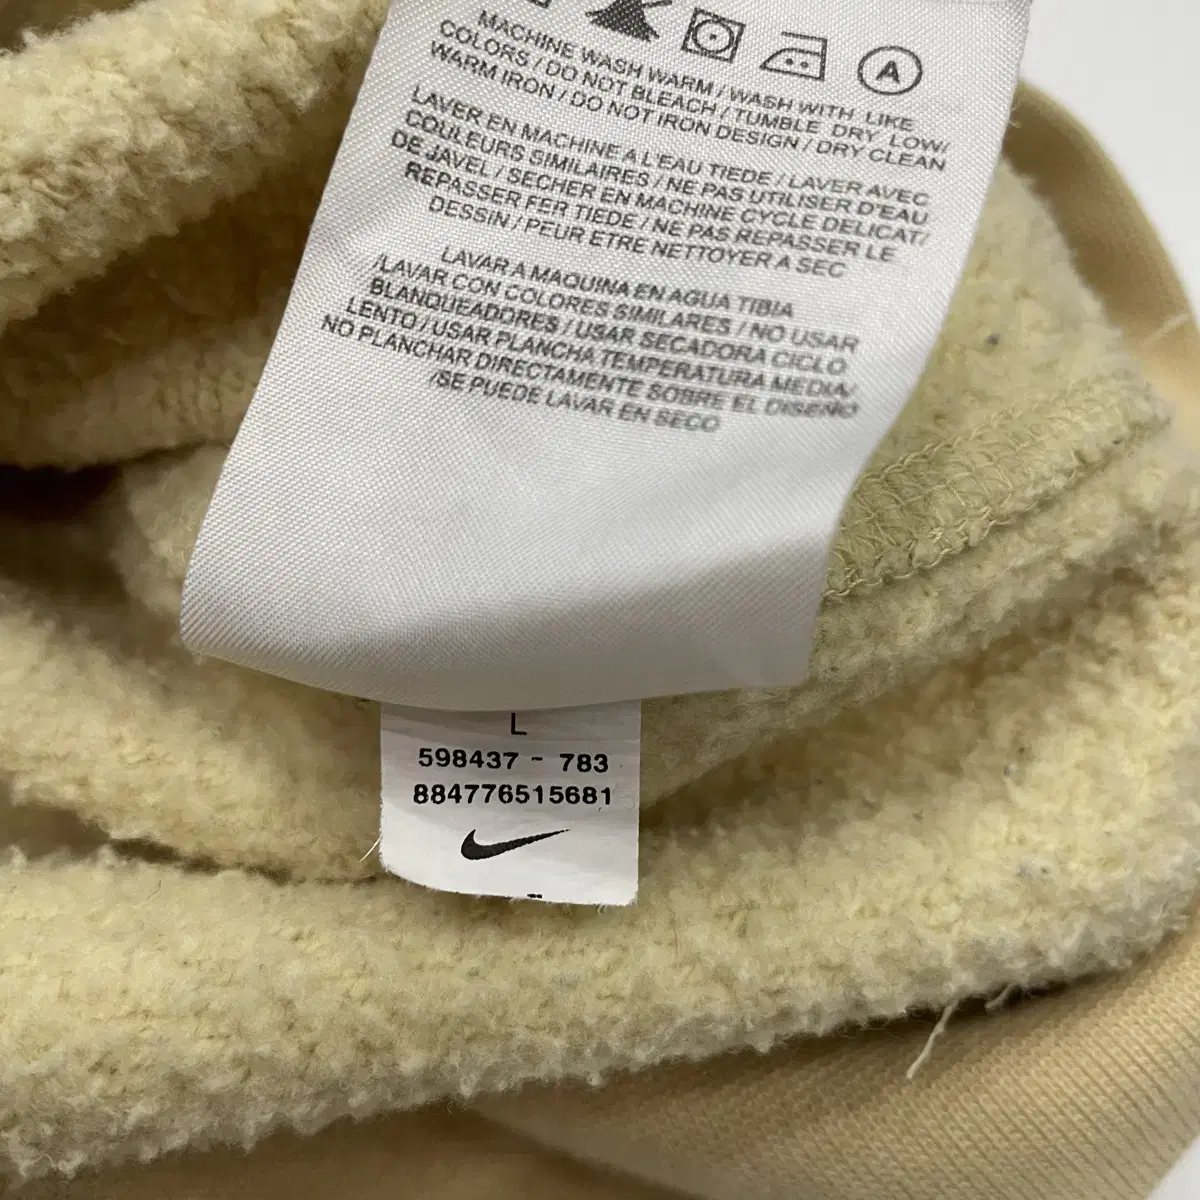 A
MACHINE WASH WARM / WASH WITH LIKE
COLORS / DO NOT BLEACH / TUMBLE DRY LOW/
WARM IRON / DO NOT IRON DESIGN / DRY CLEAN
LAVER EN MACHINE A L'EAU TIEDE / LAVER AVEC
COULEURS SIMILAIRES / NE PAS UTILISER D'EAU
DE JAVEL / SECHER EN MACHINE CYCLE DELICAT/
REPASSER FER TIEDE / NE PAS REPASSER LE
DESSIN / PEUR ETRE NETTOYER A SEC
LAVAR A MAQUINA EN AGUA TIBIA
/LAVAR CON COLORES SIMILARES / NO USAR
BLANQUEADORES / USAR SECADORA CICLO
LENTO / USAR PLANCHA TEMPERATURA MEDIA/
NO PLANCHAR DIRECTAMENTE SOBRE EL DISENO
/SE PUEDE LAVAR EN SECO
L
598437 - 783
884776515681